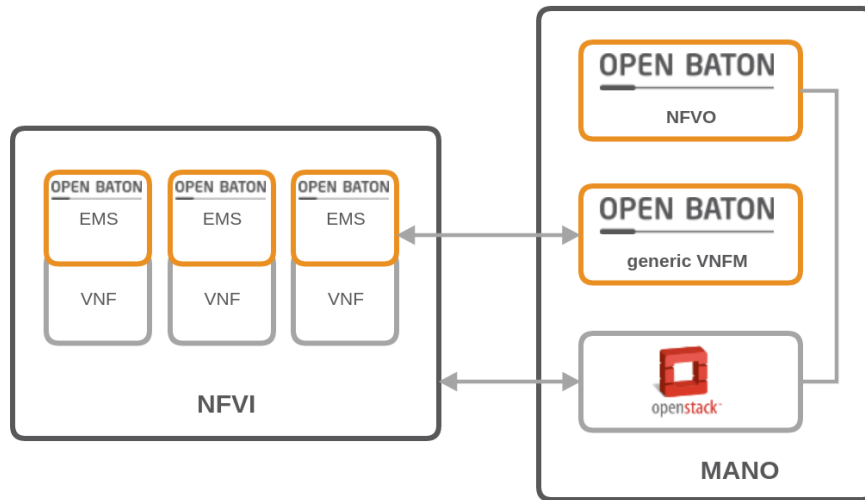 OPEN BATON
NFVO
OPEN BATON
generic VNFM
openstack™
MANO
OPEN BATON
EMS
VNF
OPEN BATON
EMS
VNF
OPEN BATON
EMS
VNF
NFVI